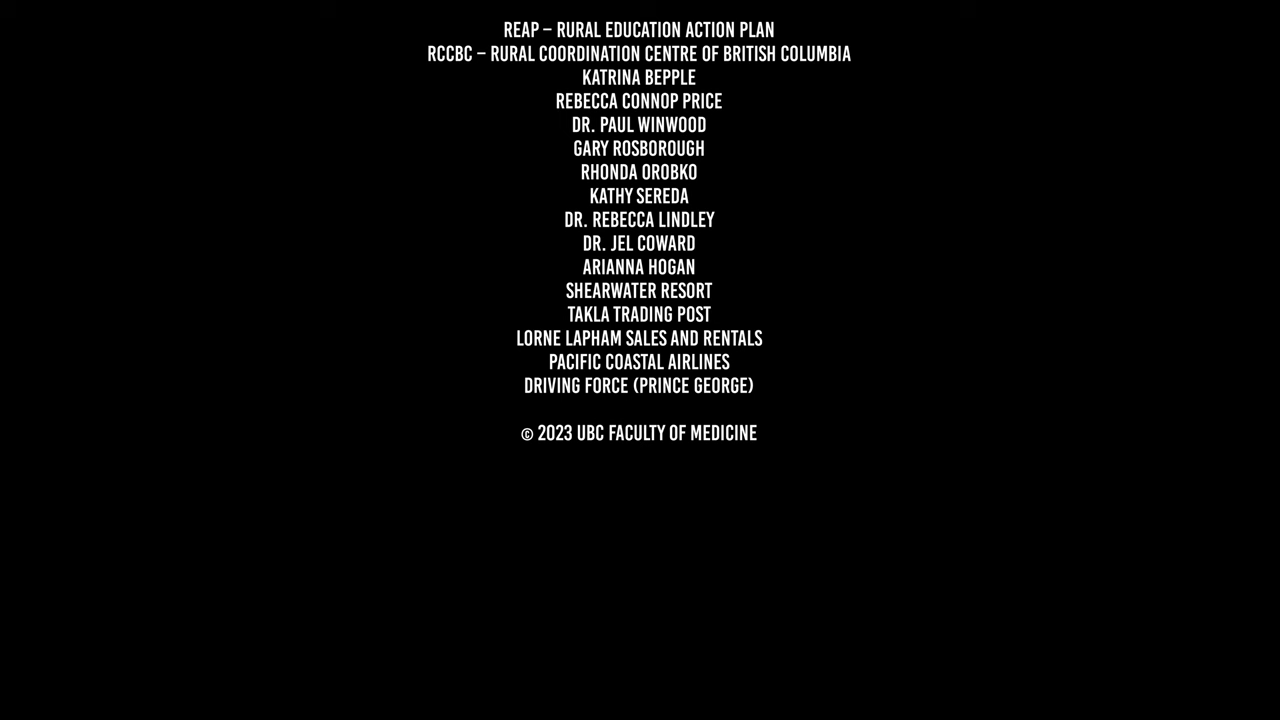 REAP – RURAL EDUCATION ACTION PLAN
RCCBC – RURAL COORDINATION CENTRE OF BRITISH COLUMBIA
KATRINA BEPPLE
REBECCA CONNOP PRICE
DR. PAUL WINWOOD
GARY ROSBOROUGH
RHONDA OROBKO
KATHY SEREDA
DR. REBECCA LINDLEY
DR. JEL COWARD
ARIANNA HOGAN
SHEARWATER RESORT
TAKLA TRADING POST
LORNE LAPHAM SALES AND RENTALS
PACIFIC COASTAL AIRLINES
DRIVING FORCE (PRINCE GEORGE)
© 2023 UBC FACULTY OF MEDICINE